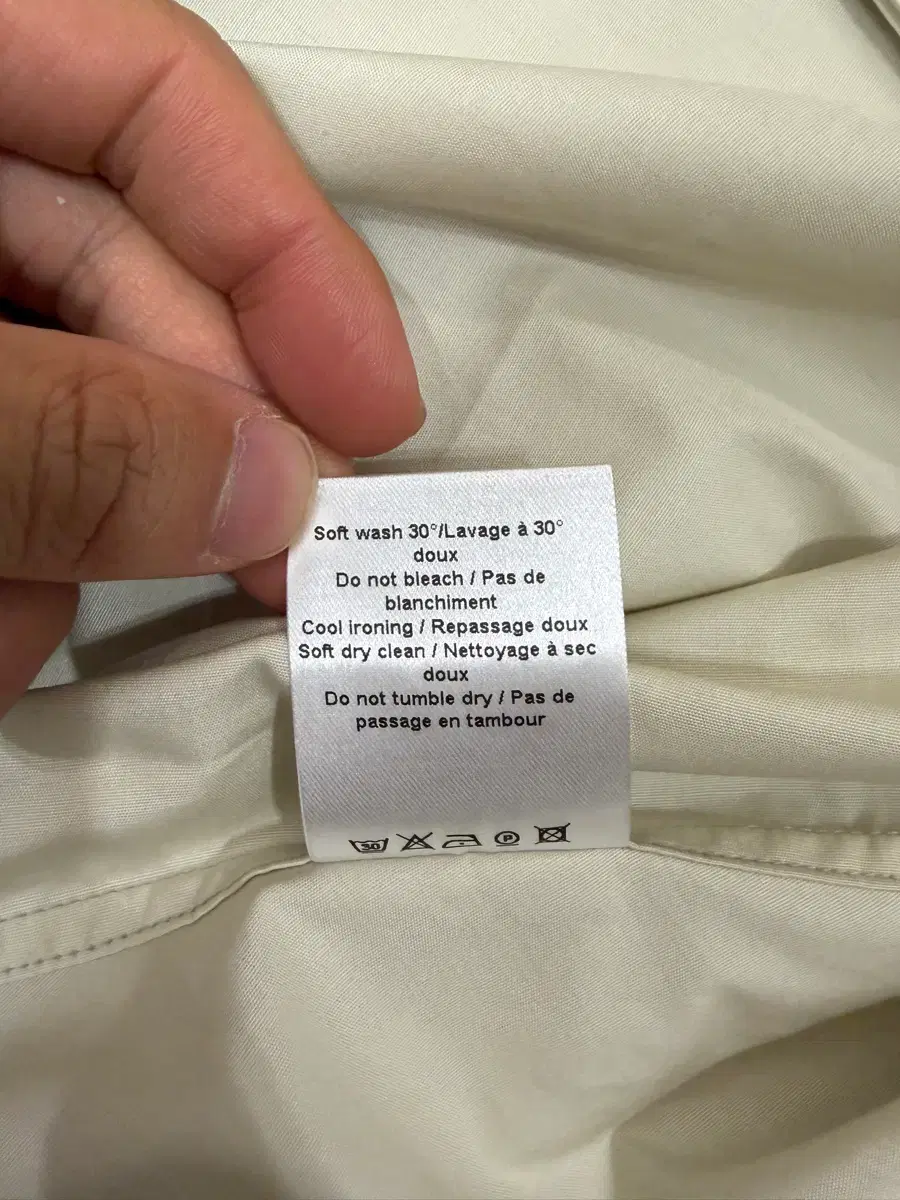 Soft wash 30°/Lavage à 30°
doux
Do not bleach / Pas de
blanchiment
Cool ironing / Repassage doux
Soft dry clean / Nettoyage à sec
doux
Do not tumble dry / Pas de
passage en tambour
30 P